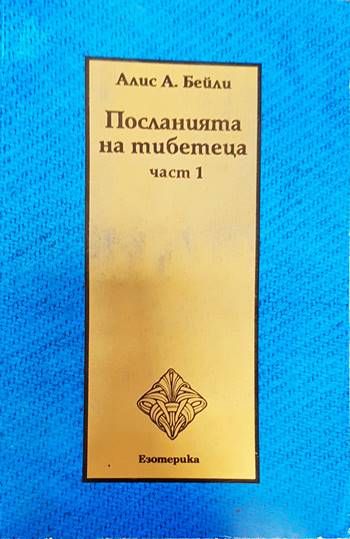 Алис А. Бейли
Посланията
на тибетеца
част 1
Езотерика